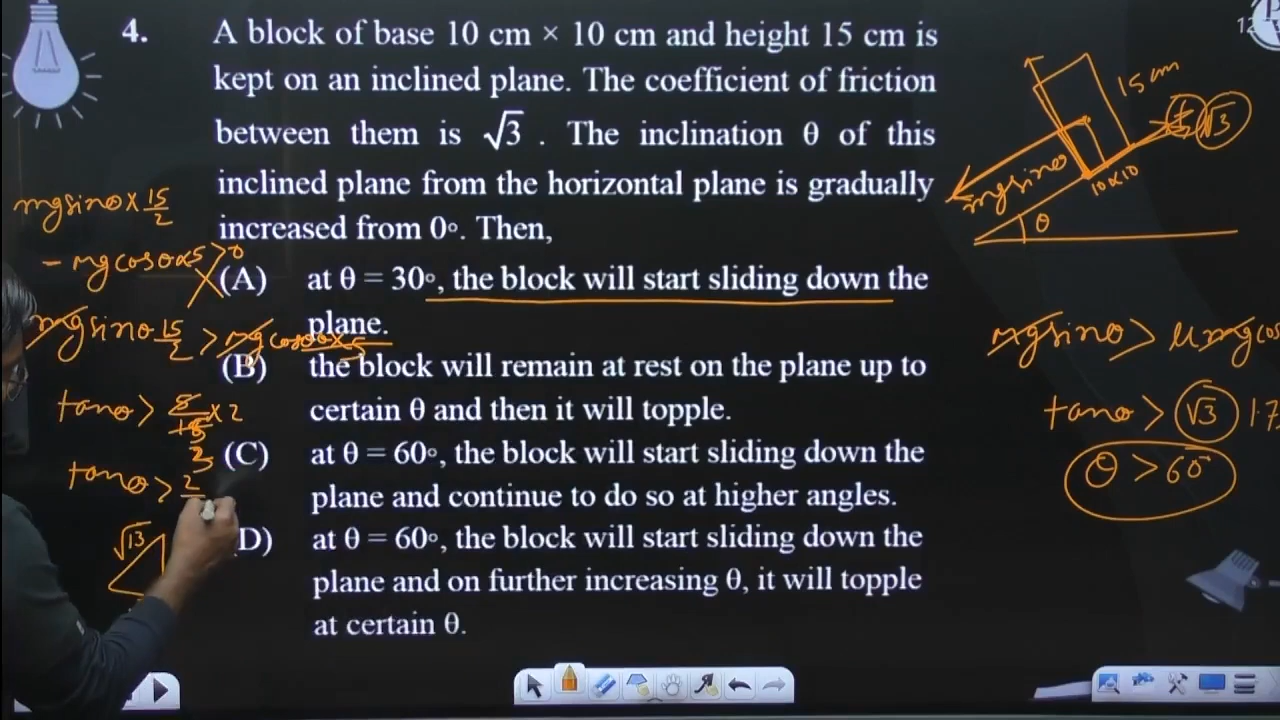 4. A block of base 10 cm × 10 cm and height 15 cm is
kept on an inclined plane. The coefficient of friction
between them is √3 . The inclination θ of this
inclined plane from the horizontal plane is gradually
increased from 0°. Then,
(A) at θ = 30°, the block will start sliding down the
plane.
(B) the block will remain at rest on the plane up to
certain θ and then it will topple.
(C) at θ = 60°, the block will start sliding down the
plane and continue to do so at higher angles.
D) at θ = 60°, the block will start sliding down the
plane and on further increasing θ, it will topple
at certain θ.
mgsinθ × 15/2
- mgcosθ×5 > 0
mgsinθ 15/2 > mgcosθ × 5
tanθ > 5/15 × 2
3
tanθ > 2
√13
15cm
√3
mgsinθ
10×10
θ
mgsinθ > μmgcos
tanθ > √3 1.7
θ > 60°
12